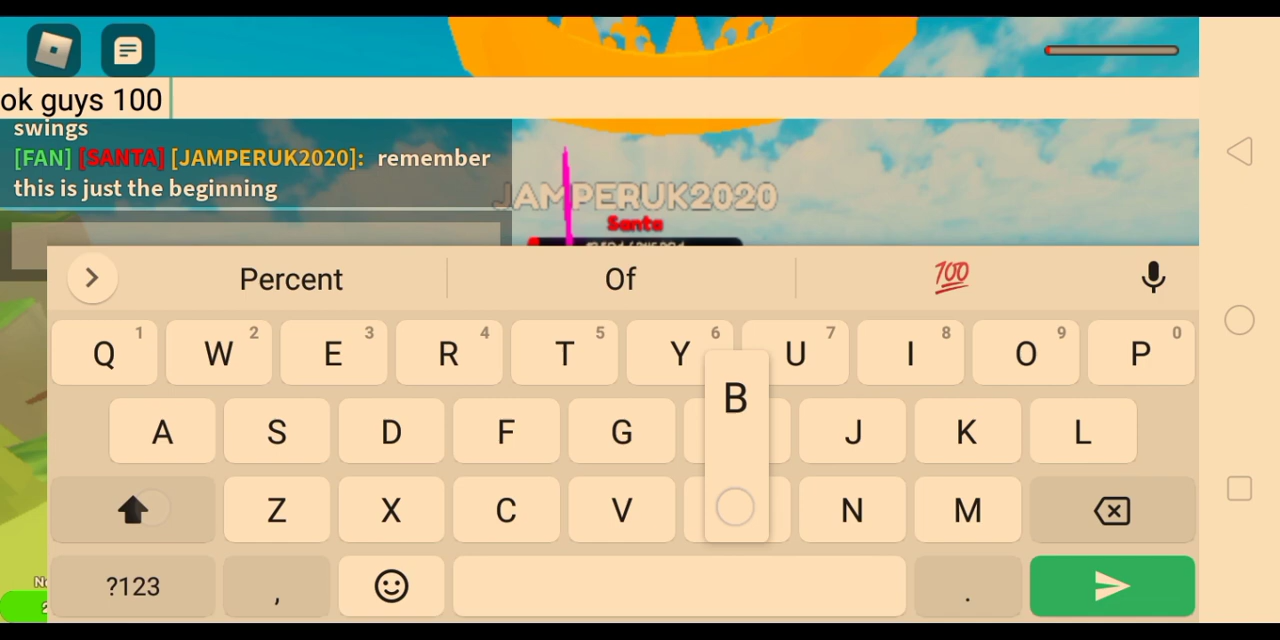 ok guys 100
swings
[FAN] [SANTA] [JAMPERUK2020]: remember
this is just the beginning
JAMPERUK2020
Santa
Percent Of 💯
Q 1 W 2 E 3 R 4 T 5 Y 6 U 7 I 8 O 9 P 0
A S D F G J K L
B
Z X C V N M
?123 , .